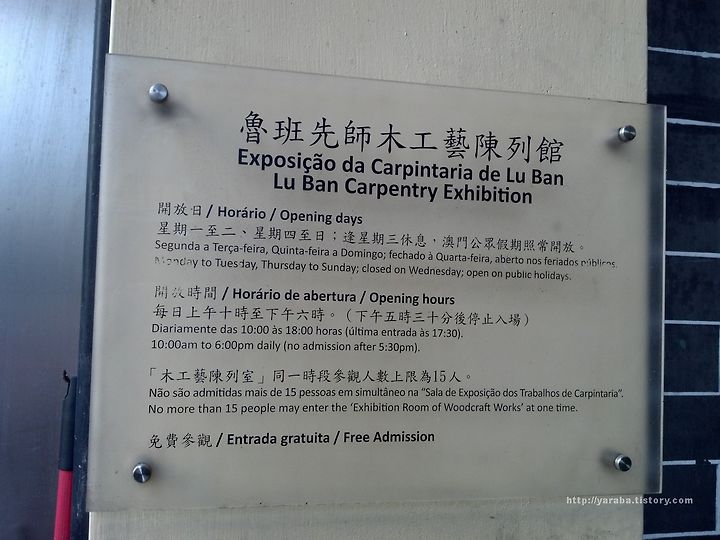 魯班先師木工藝陳列館
Exposição da Carpintaria de Lu Ban
Lu Ban Carpentry Exhibition
開放日 / Horário / Opening days
星期一至二、星期四至日；逢星期三休息，澳門公眾假期照常開放。
Segunda a Terça-feira, Quinta-feira a Domingo; fechado à Quarta-feira, aberto nos feriados públicos.
Monday to Tuesday, Thursday to Sunday; closed on Wednesday; open on public holidays.
開放時間 / Horário de abertura / Opening hours
每日上午十時至下午六時。（下午五時三十分後停止入場）
Diariamente das 10:00 às 18:00 horas (última entrada às 17:30).
10:00am to 6:00pm daily (no admission after 5:30pm).
「木工藝陳列室」同一時段參觀人數上限為15人。
Não são admitidas mais de 15 pessoas em simultâneo na “Sala de Exposição dos Trabalhos de Carpintaria”.
No more than 15 people may enter the ‘Exhibition Room of Woodcraft Works’ at one time.
免費參觀 / Entrada gratuita / Free Admission
http://yaraba.tistory.com